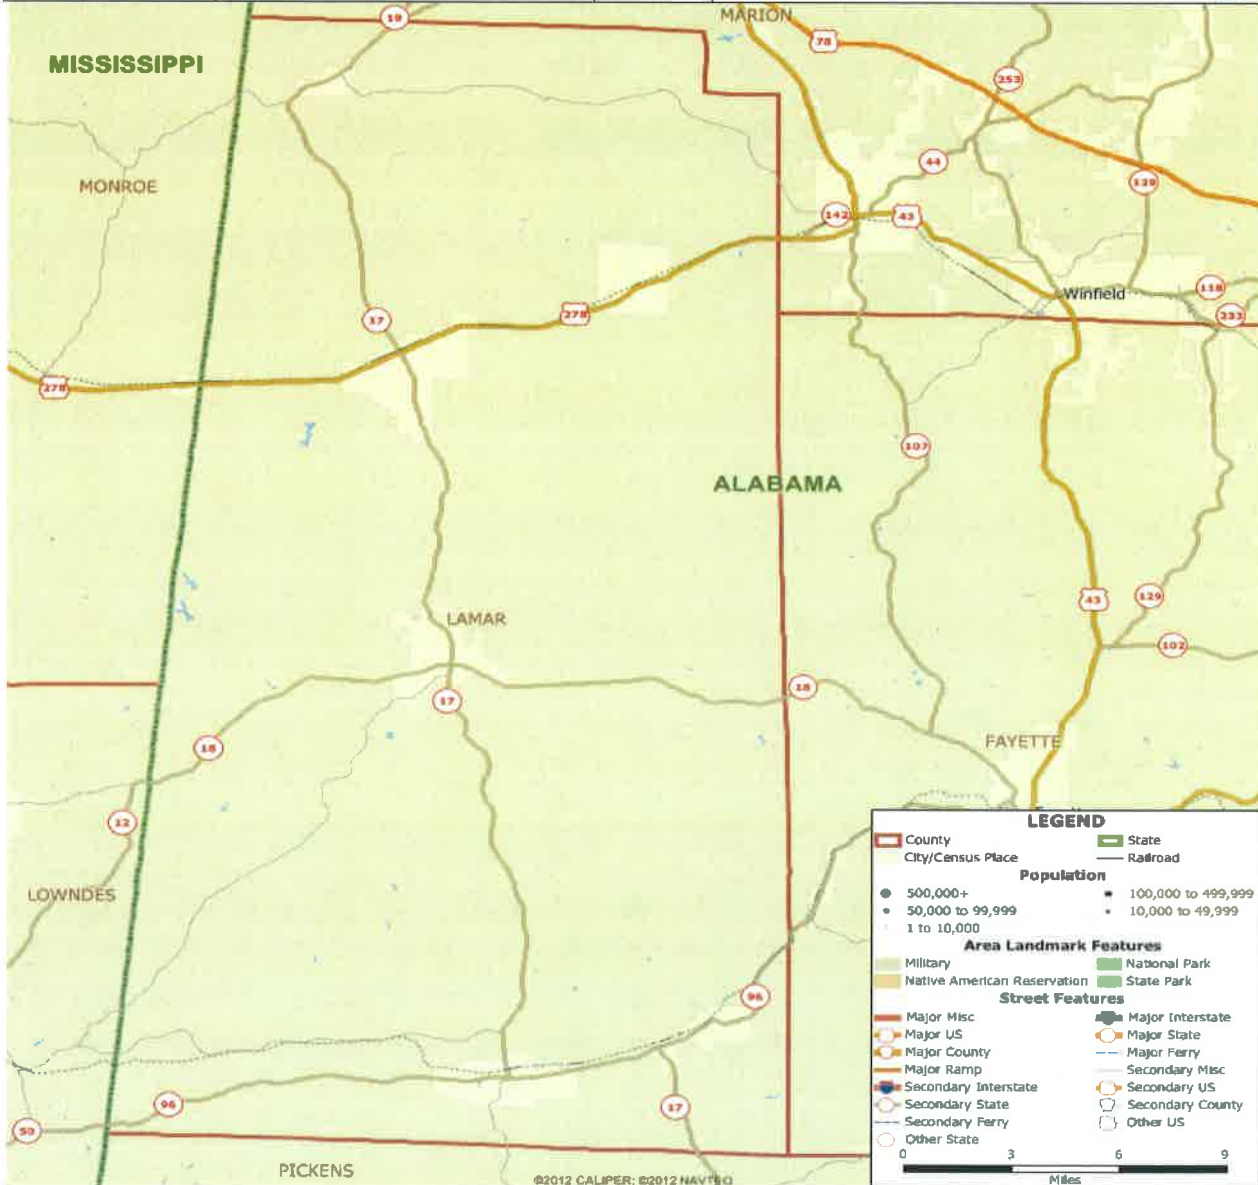 MARION
19
78
MISSISSIPPI
253
44
MONROE
129
142
43
Winfield
118
233
17
278
278
107
ALABAMA
43
129
LAMAR
102
18
17
FAYETTE
18
12
LOWNDES
96
96
17
50
PICKENS
©2012 CALIPER; ©2012 NAVTEQ
LEGEND
County State
City/Census Place Railroad
Population
500,000+ 100,000 to 499,999
50,000 to 99,999 10,000 to 49,999
1 to 10,000
Area Landmark Features
Military National Park
Native American Reservation State Park
Street Features
Major Misc Major Interstate
Major US Major State
Major County Major Ferry
Major Ramp Secondary Misc
Secondary Interstate Secondary US
Secondary State Secondary County
Secondary Ferry Other US
Other State
0 3 6 9
Miles